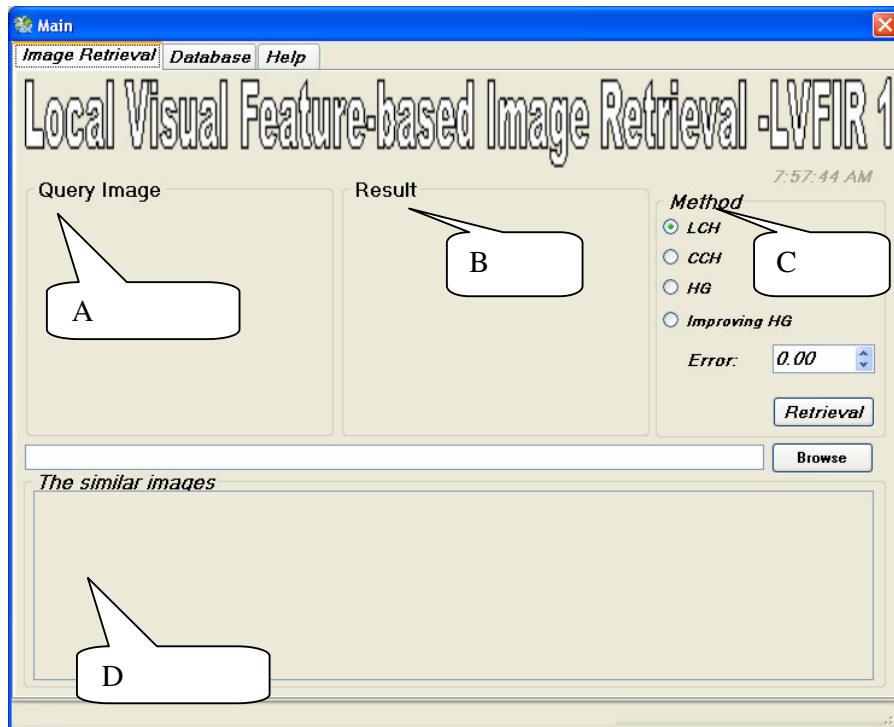 Main
Image Retrieval Database Help
Local Visual Feature-based Image Retrieval -LVFIR 1
7:57:44 AM
Query Image
Result
Method
LCH
CCH
HG
Improving HG
Error: 0.00
Retrieval
A
B
C
Browse
The similar images
D